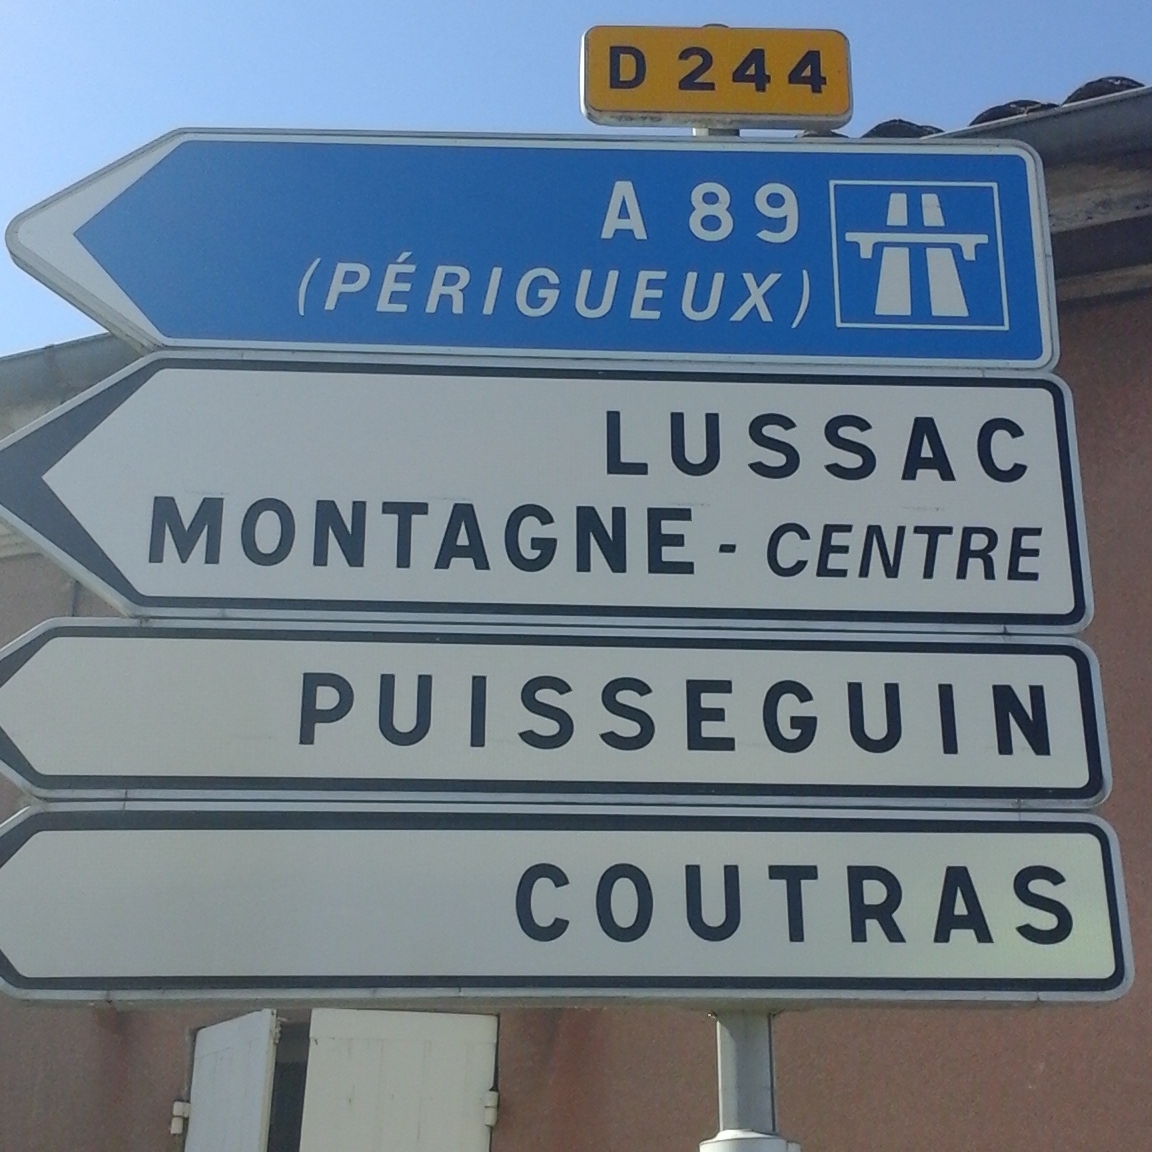 D 244
A 89
(PÉRIGUEUX)
LUSSAC
MONTAGNE - CENTRE
PUISSEGUIN
COUTRAS